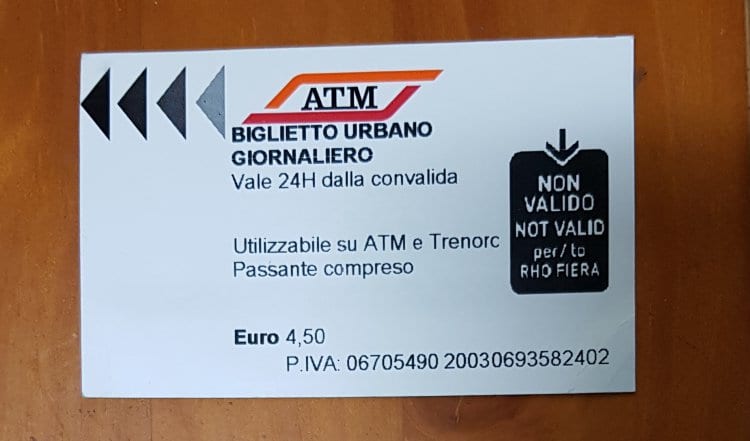 ATM
BIGLIETTO URBANO
GIORNALIERO
Vale 24H dalla convalida
Utilizzabile su ATM e Trenorc
Passante compreso
NON
VALIDO
NOT VALID
per/to
RHO FIERA
Euro 4,50
P.IVA: 06705490 20030693582402